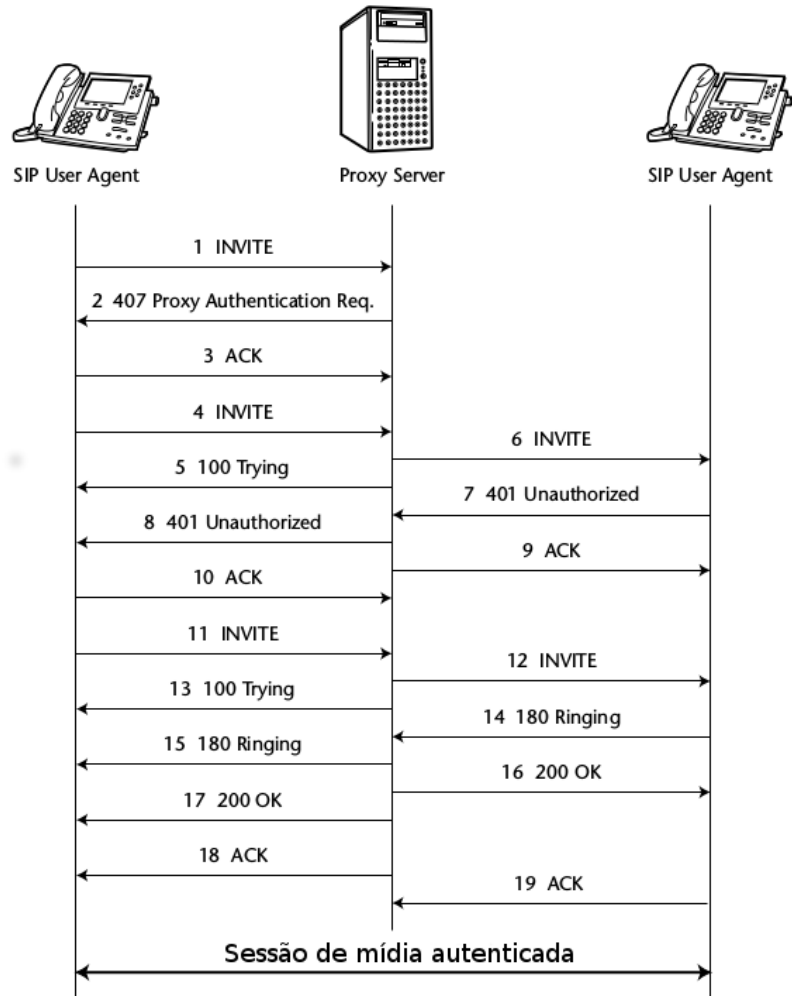 SIP User Agent
Proxy Server
SIP User Agent
1 INVITE
2 407 Proxy Authentication Req.
3 ACK
4 INVITE
6 INVITE
5 100 Trying
7 401 Unauthorized
8 401 Unauthorized
9 ACK
10 ACK
11 INVITE
12 INVITE
13 100 Trying
14 180 Ringing
15 180 Ringing
16 200 OK
17 200 OK
18 ACK
19 ACK
Sessão de mídia autenticada